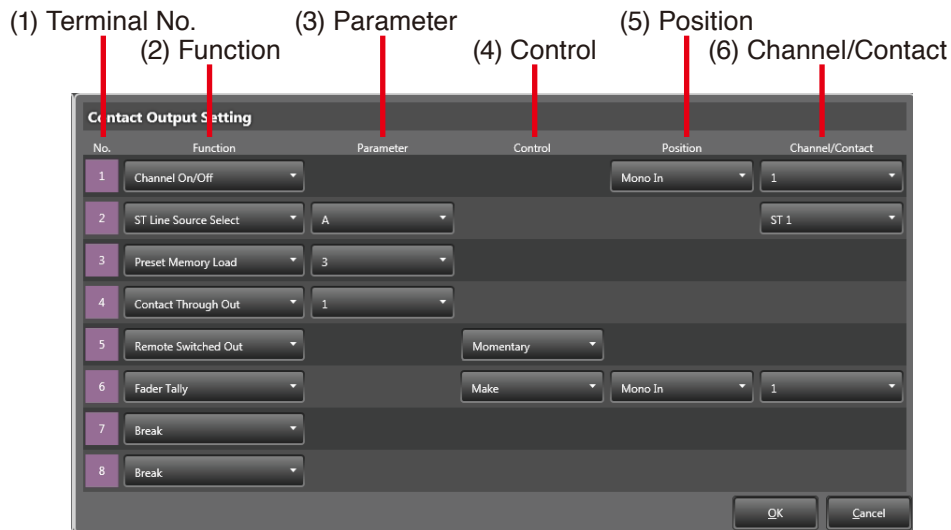 (1) Terminal No.
(2) Function
(3) Parameter
(4) Control
(5) Position
(6) Channel/Contact
Contact Output Setting
No. Function Parameter Control Position Channel/Contact
1 Channel On/Off Mono In 1
2 ST Line Source Select A ST 1
3 Preset Memory Load 3
4 Contact Through Out 1
5 Remote Switched Out Momentary
6 Fader Tally Make Mono In 1
7 Break
8 Break
OK Cancel